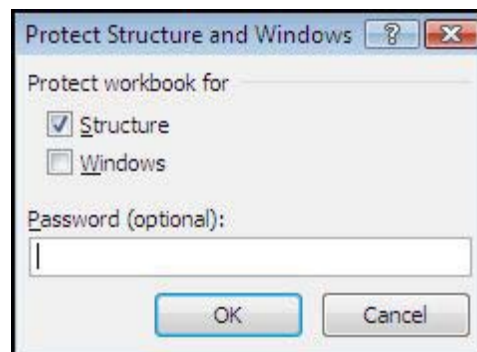 Protect Structure and Windows
Protect workbook for
Structure
Windows
Password (optional):
OK Cancel